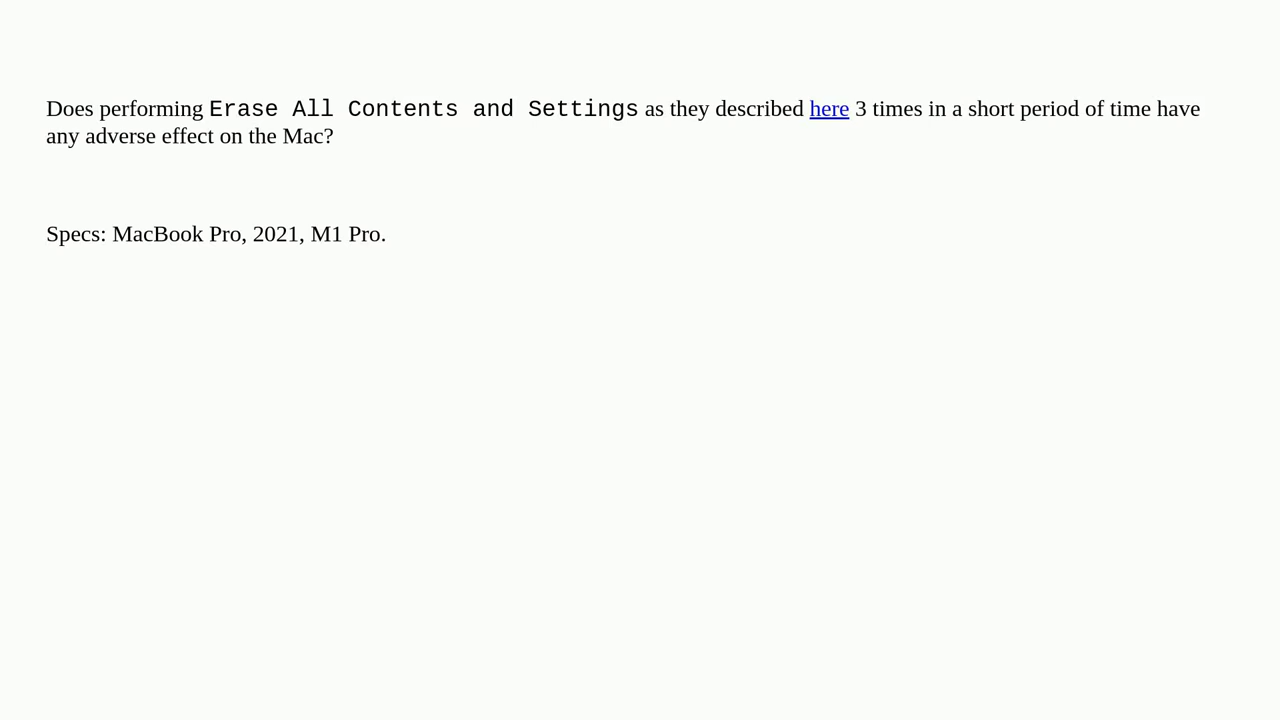 Does performing Erase All Contents and Settings as they described here 3 times in a short period of time have
any adverse effect on the Mac?
Specs: MacBook Pro, 2021, M1 Pro.